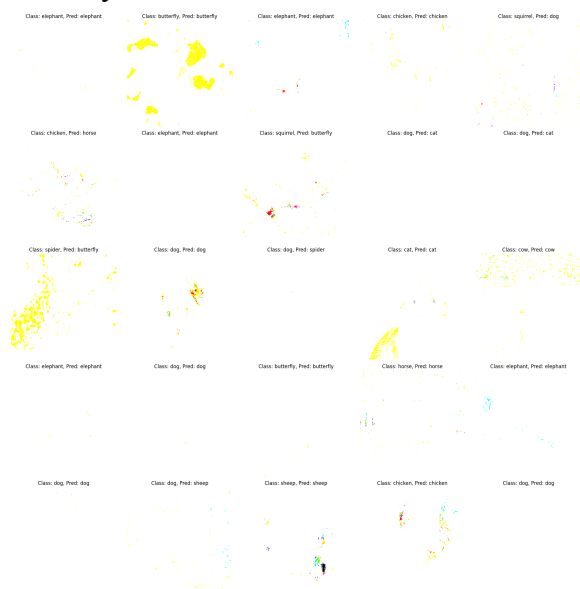 Class: elephant, Pred: elephant
Class: butterfly, Pred: butterfly
Class: elephant, Pred: elephant
Class: chicken, Pred: chicken
Class: squirrel, Pred: dog
Class: chicken, Pred: horse
Class: elephant, Pred: elephant
Class: squirrel, Pred: butterfly
Class: dog, Pred: cat
Class: dog, Pred: cat
Class: spider, Pred: butterfly
Class: dog, Pred: dog
Class: dog, Pred: spider
Class: cat, Pred: cat
Class: cow, Pred: cow
Class: elephant, Pred: elephant
Class: dog, Pred: dog
Class: butterfly, Pred: butterfly
Class: horse, Pred: horse
Class: elephant, Pred: elephant
Class: dog, Pred: dog
Class: dog, Pred: sheep
Class: sheep, Pred: sheep
Class: chicken, Pred: chicken
Class: dog, Pred: dog